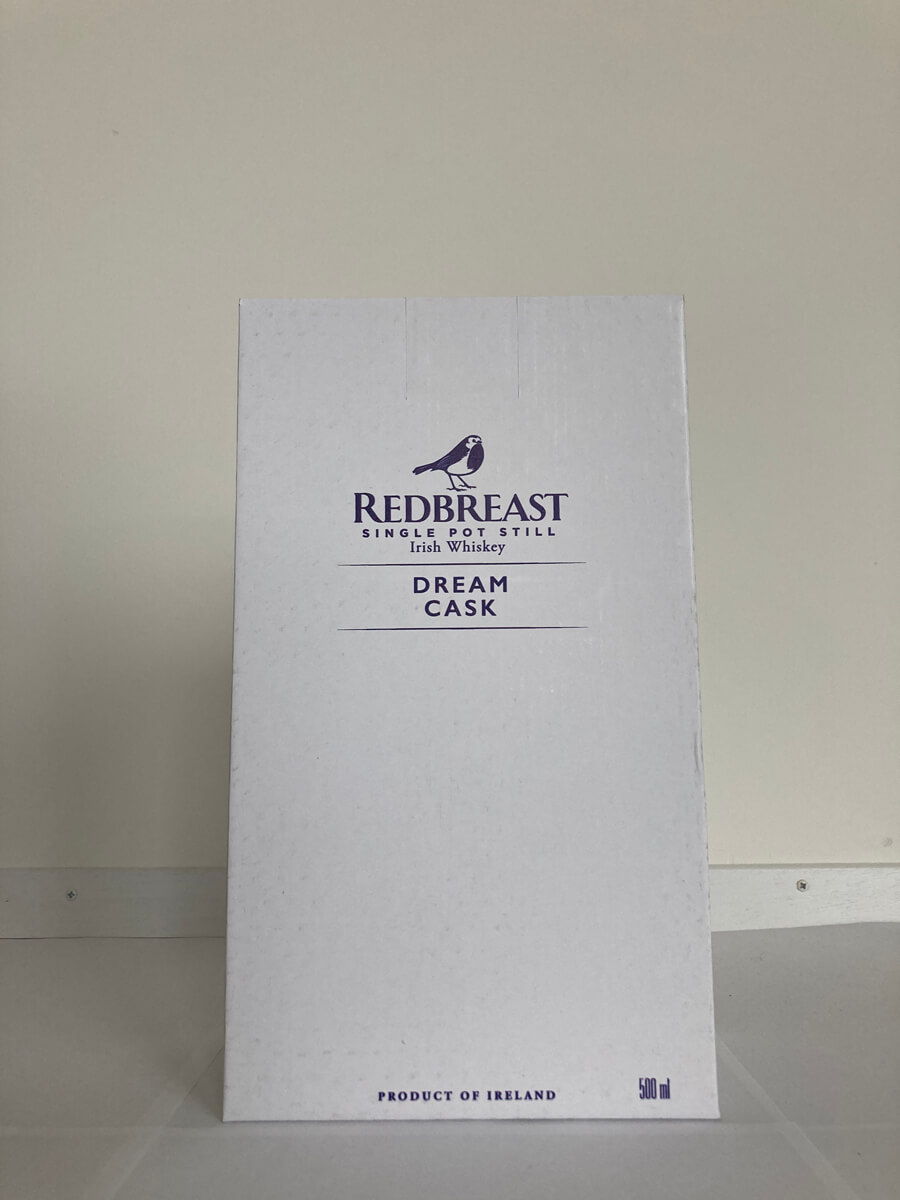 REDBREAST
SINGLE POT STILL
Irish Whiskey
DREAM
CASK
PRODUCT OF IRELAND
500 ml